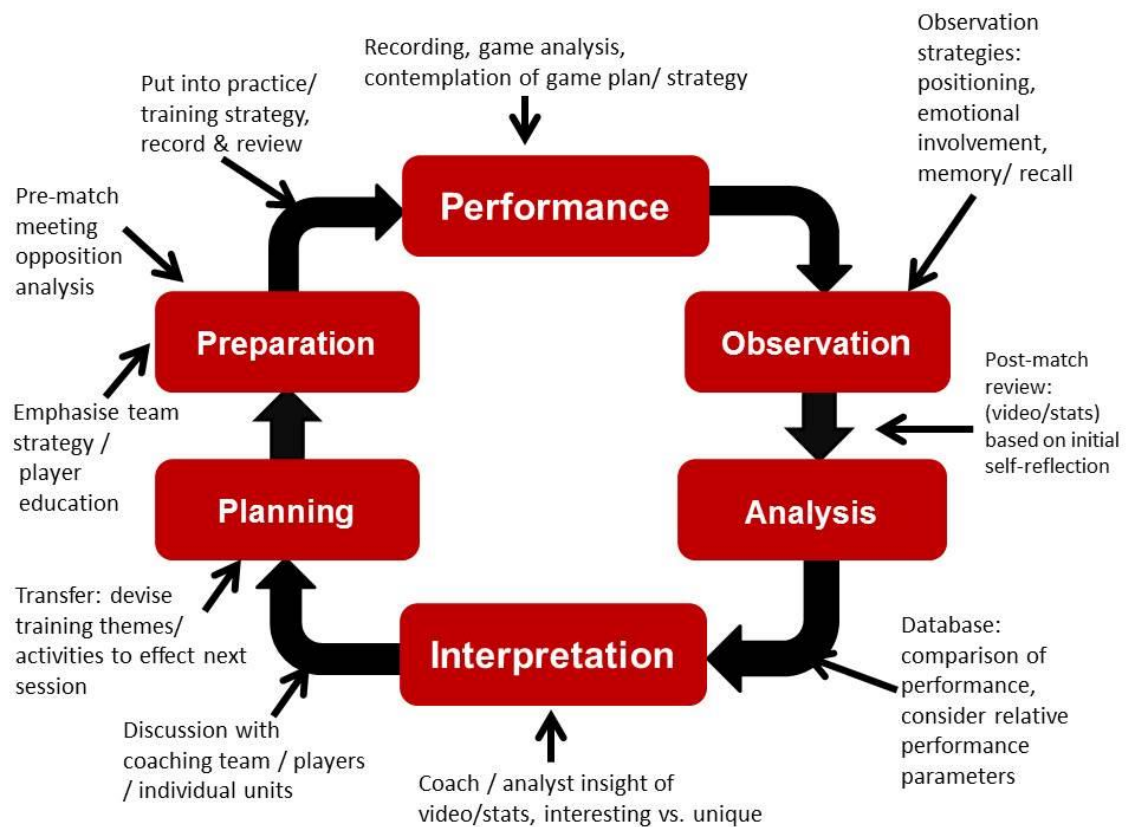 Recording, game analysis,
contemplation of game plan/ strategy
Observation
strategies:
positioning,
emotional
involvement,
memory/ recall
Put into practice/
training strategy,
record & review
Performance
Pre-match
meeting
opposition
analysis
Preparation
Observation
Post-match
review:
(video/stats)
based on initial
self-reflection
Emphasise team
strategy /
player
education
Planning
Analysis
Transfer: devise
training themes/
activities to effect next
session
Interpretation
Database:
comparison of
performance,
consider relative
performance
parameters
Discussion with
coaching team / players
/ individual units
Coach / analyst insight of
video/stats, interesting vs. unique